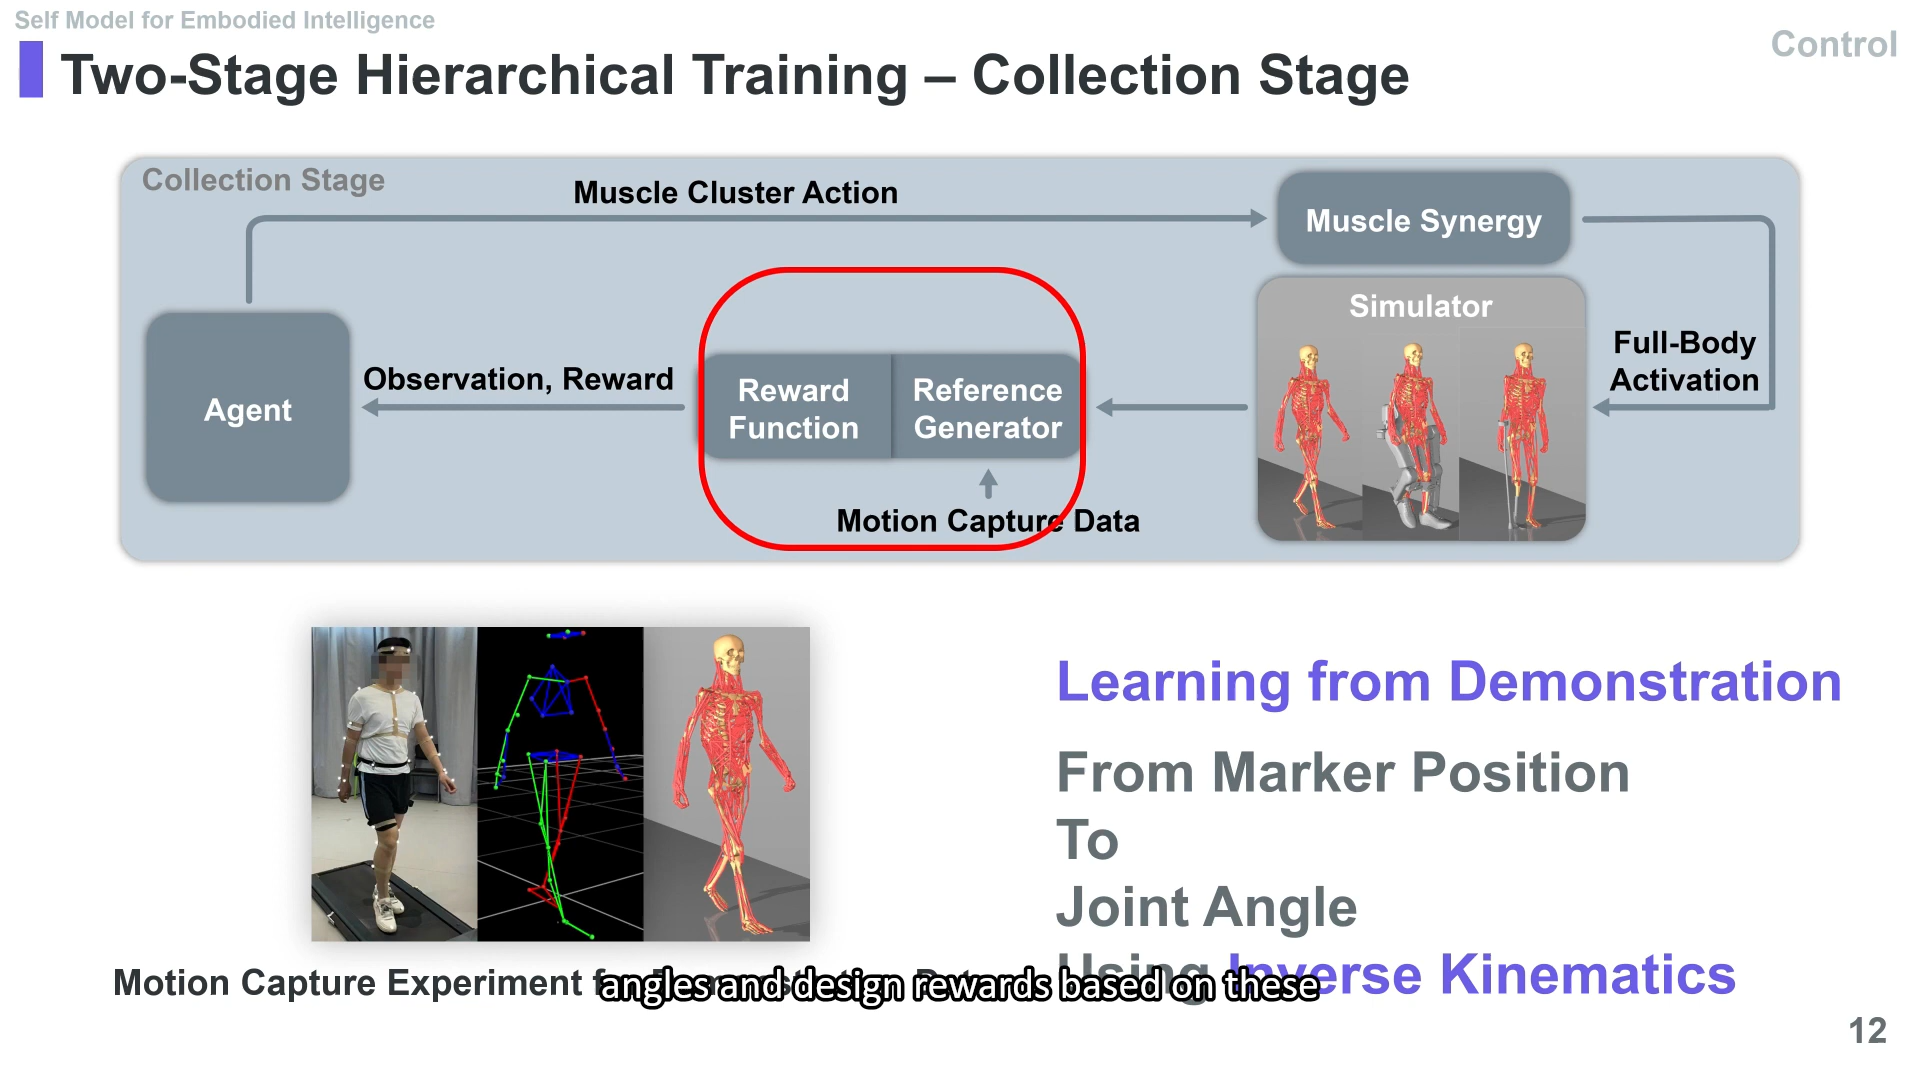 Self Model for Embodied Intelligence
Control
Two-Stage Hierarchical Training – Collection Stage
Collection Stage
Muscle Cluster Action
Muscle Synergy
Simulator
Full-Body
Activation
Agent
Observation, Reward
Reward
Function
Reference
Generator
Motion Capture Data
Learning from Demonstration
From Marker Position
To
Joint Angle
Using Inverse Kinematics
Motion Capture Experiment
angles and design rewards based on these
12